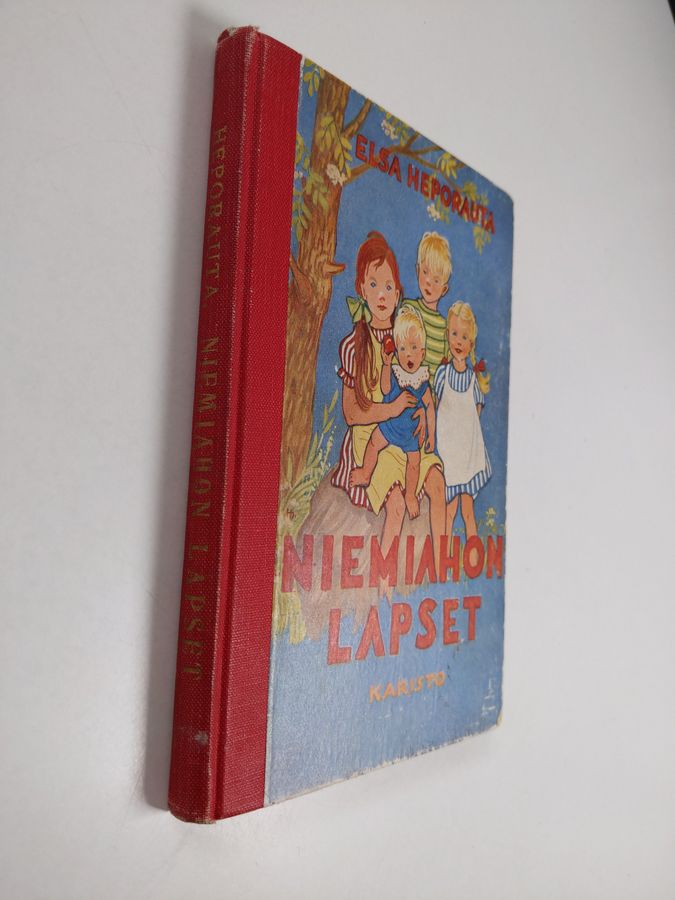 HEPORAUTA NIEMIAHON LAPSET
ELSA HEPORAUTA
NIEMIAHON
LAPSET
KARISTO